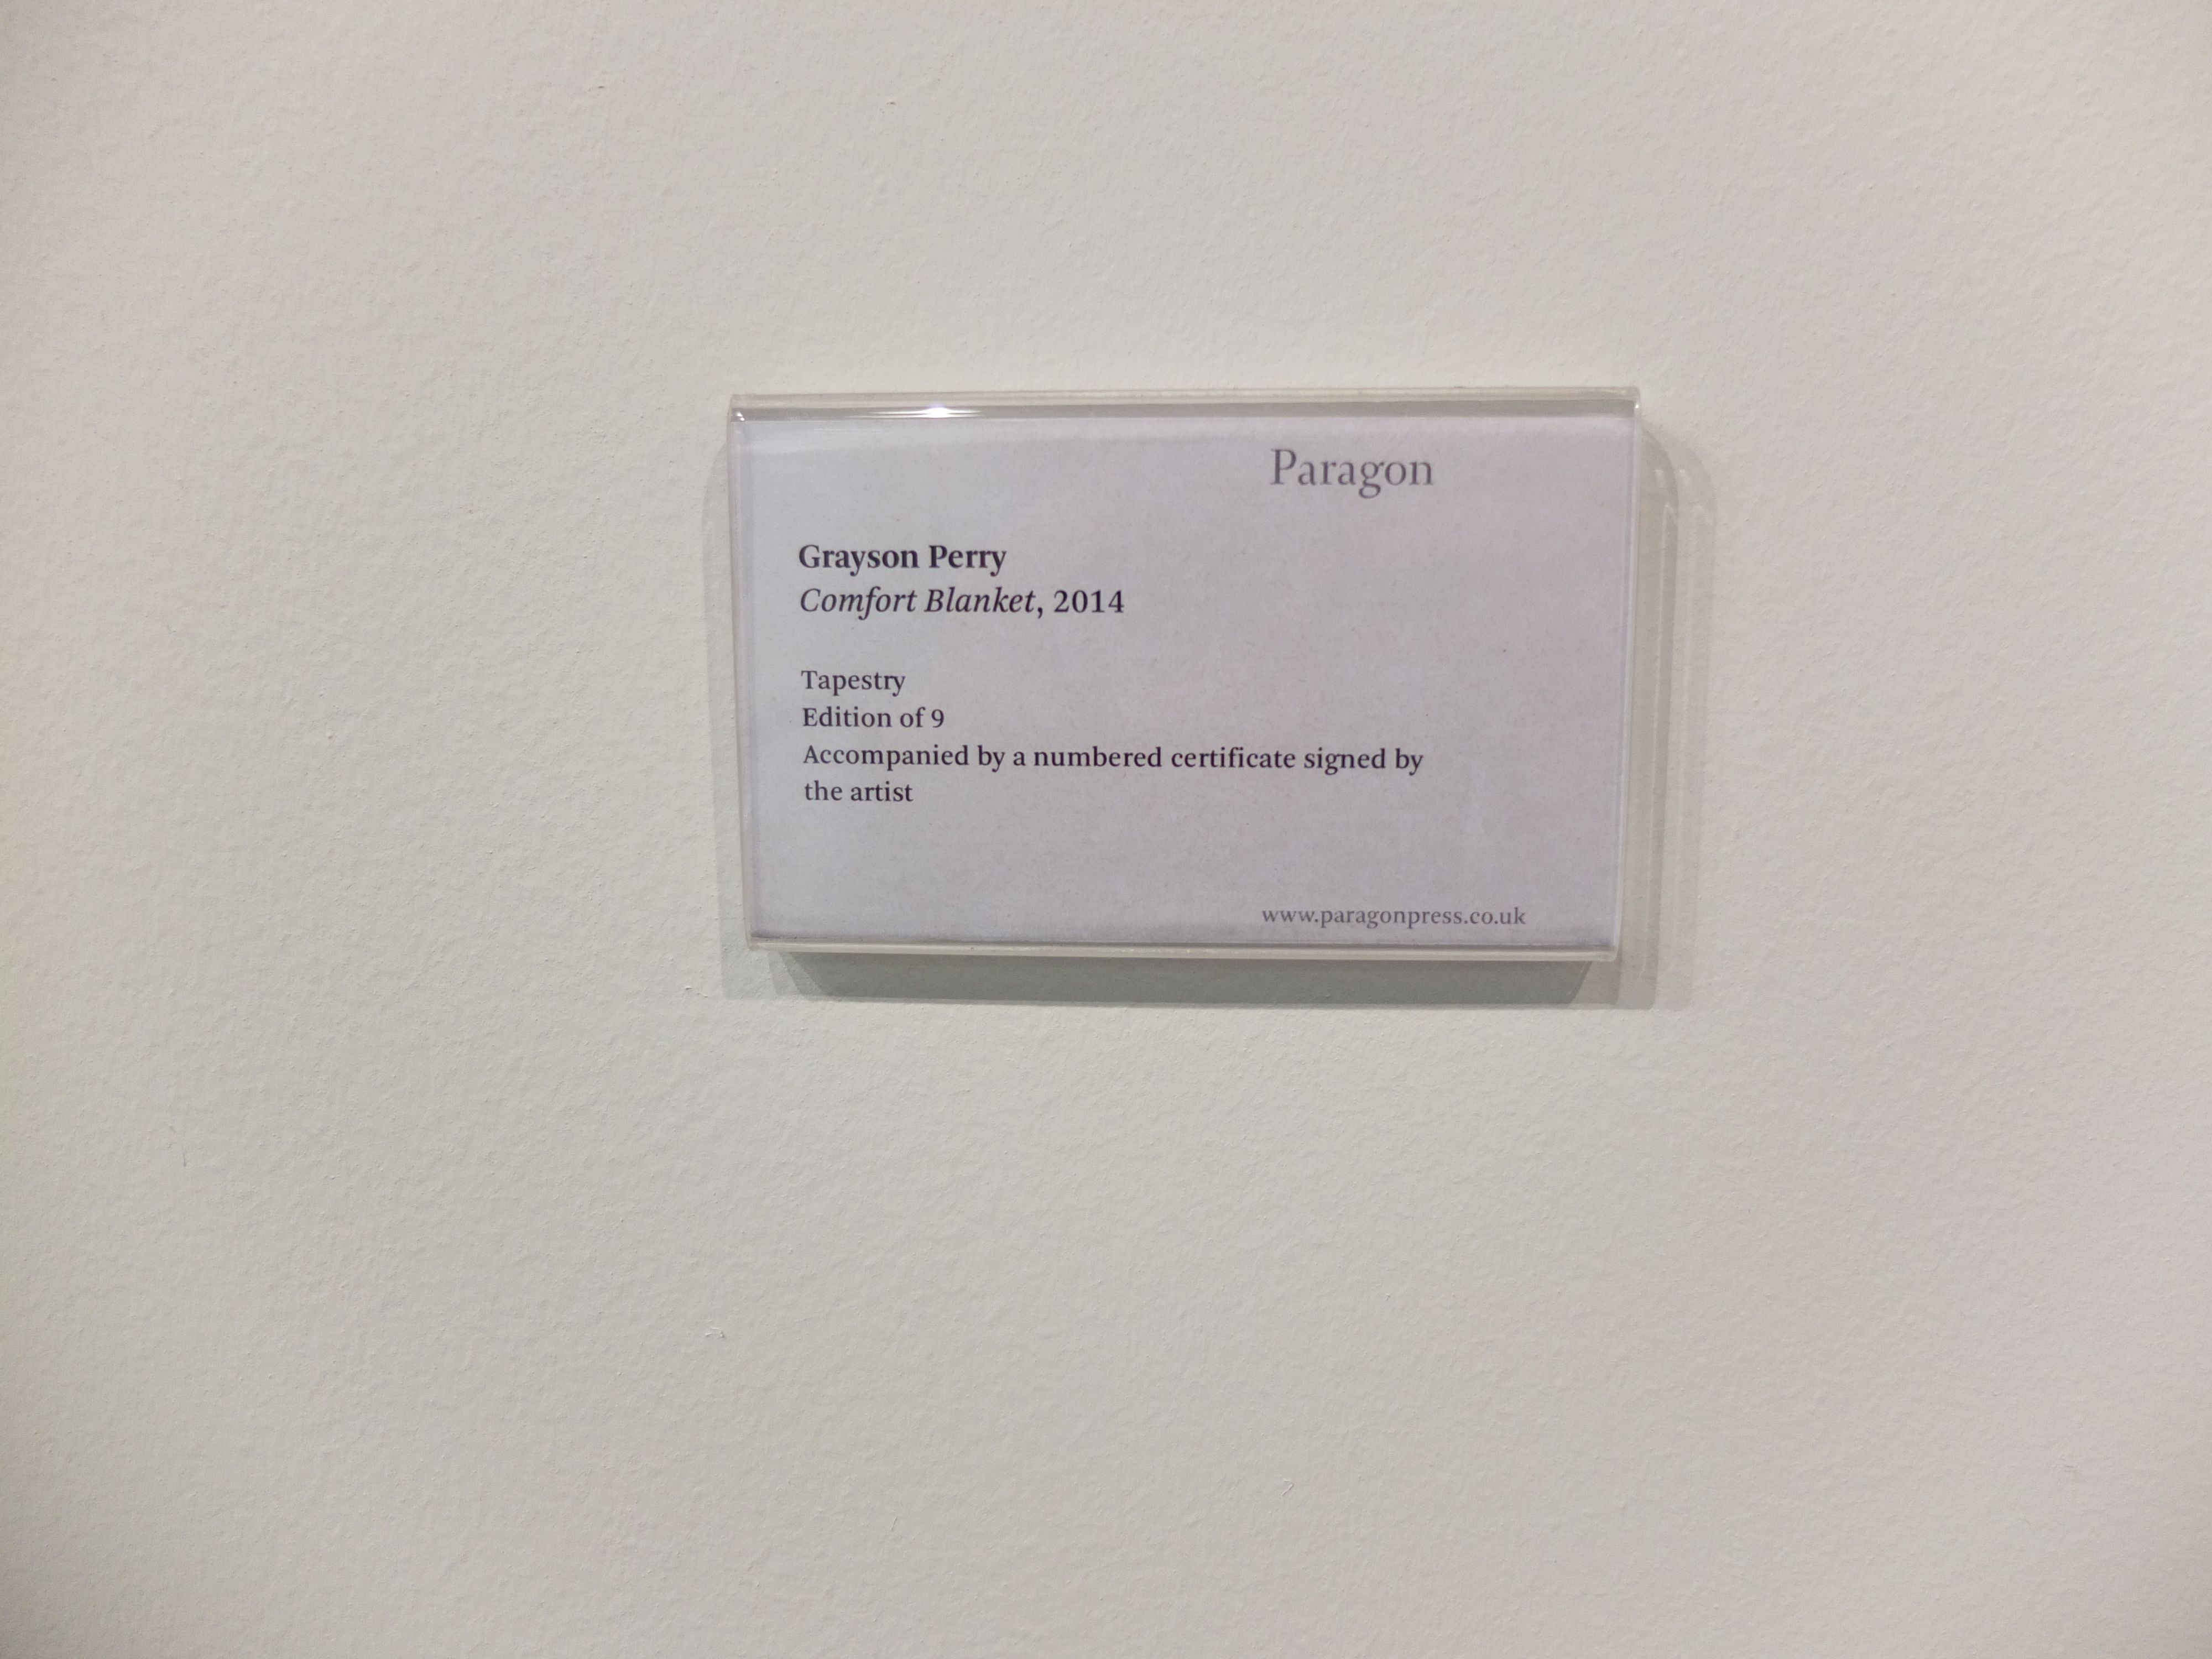 Paragon
Grayson Perry
Comfort Blanket, 2014
Tapestry
Edition of 9
Accompanied by a numbered certificate signed by
the artist
www.paragonpress.co.uk